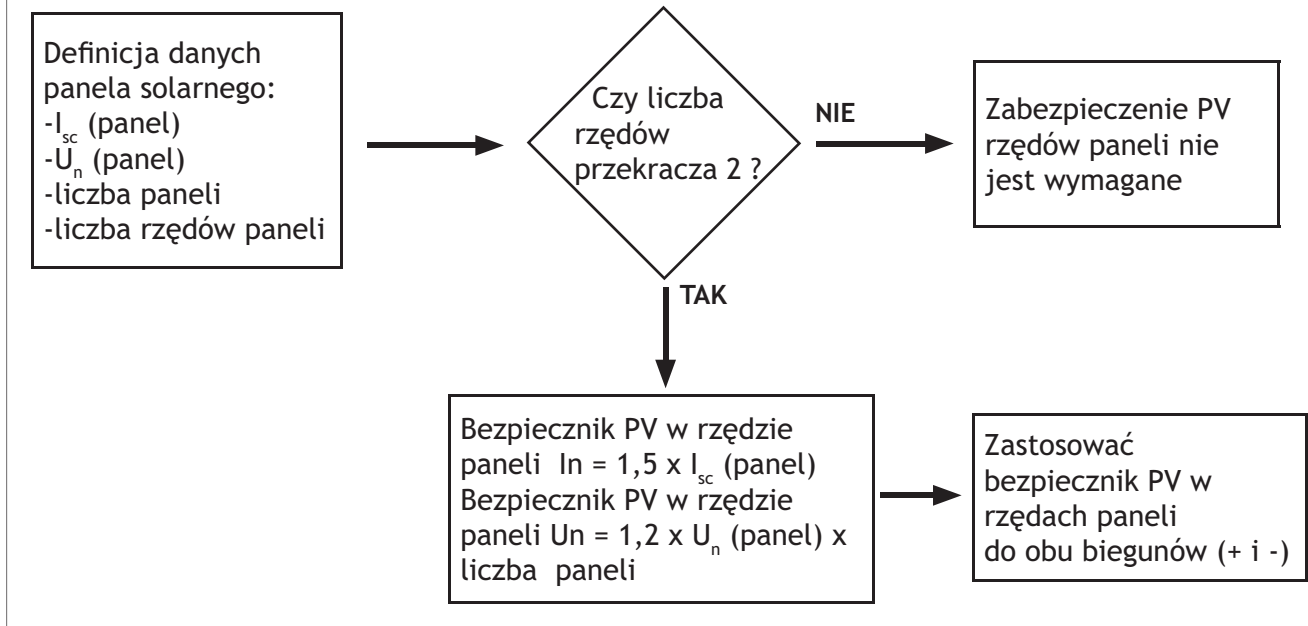 Definicja danych
panela solarnego:
-Isc (panel)
-Un (panel)
-liczba paneli
-liczba rzędów paneli
Czy liczba
rzędów
przekracza 2 ?
NIE
Zabezpieczenie PV
rzędów paneli nie
jest wymagane
TAK
Bezpiecznik PV w rzędzie
paneli In = 1,5 x Isc (panel)
Bezpiecznik PV w rzędzie
paneli Un = 1,2 x Un (panel) x
liczba paneli
Zastosować
bezpiecznik PV w
rzędach paneli
do obu biegunów (+ i -)